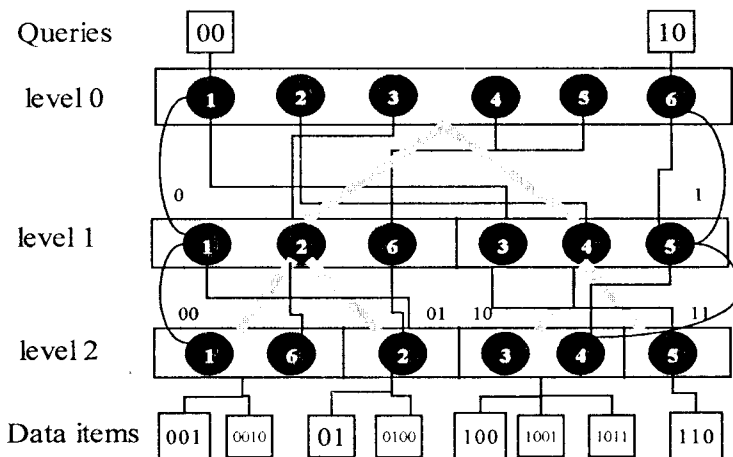 Queries 00 10
level 0 1 2 3 4 5 6
0 1
level 1 1 2 6 3 4 5
00 01 10 11
level 2 1 6 2 3 4 5
Data items 001 0010 01 0100 100 1001 1011 110